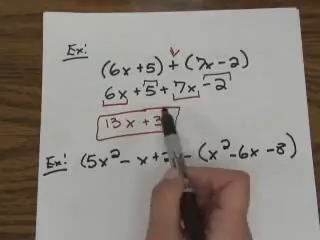 Ex:
(6x+5) + (7x-2)
6x + 5 + 7x - 2
13x + 3
Ex: (5x² - x + - (x² - 6x - 8)